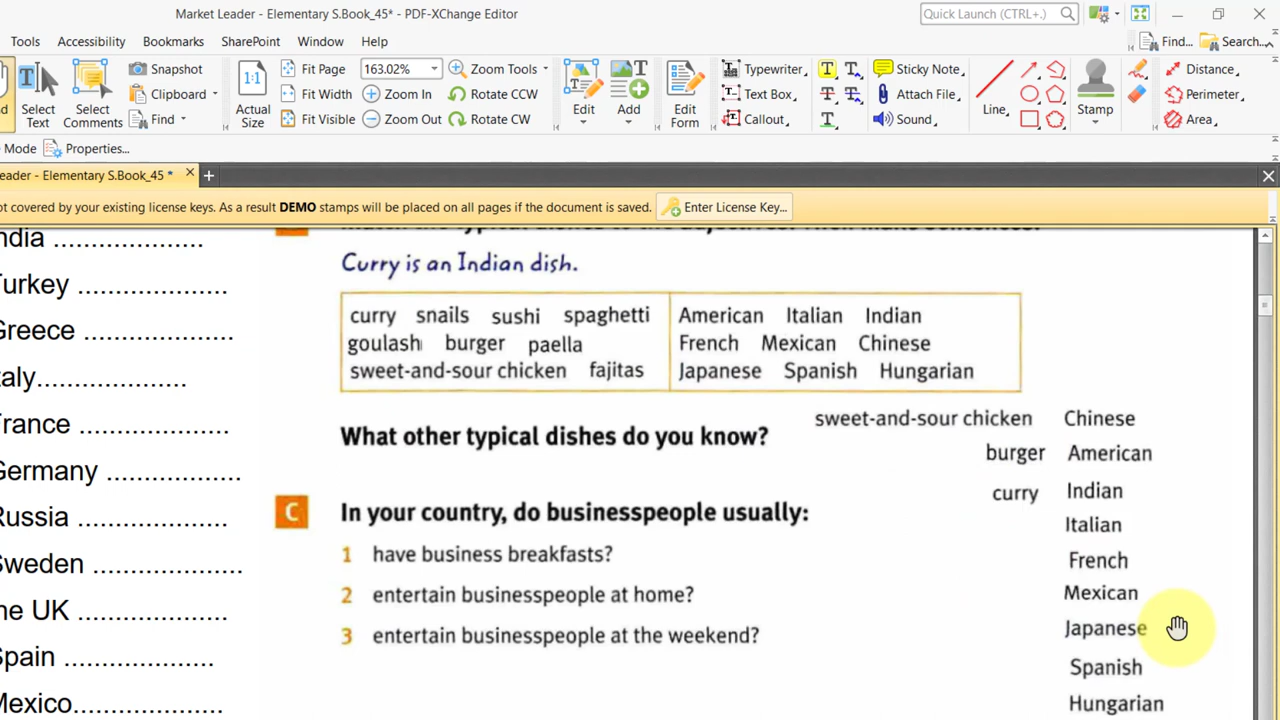 Market Leader - Elementary S.Book_45* - PDF-XChange Editor
Quick Launch (CTRL+.)
Tools Accessibility Bookmarks SharePoint Window Help
Find... Search...
Select Text
Select Comments
Snapshot
Clipboard
Find
Actual Size
Fit Page
Fit Width
Fit Visible
163.02%
Zoom In
Zoom Out
Zoom Tools
Rotate CCW
Rotate CW
Edit
Add
Edit Form
Typewriter
Text Box
Callout
Sticky Note
Attach File
Sound
Line
Stamp
Distance
Perimeter
Area
Mode Properties...
eader - Elementary S.Book_45 *
ot covered by your existing license keys. As a result DEMO stamps will be placed on all pages if the document is saved. Enter License Key...
ndia ....................
Turkey ....................
Greece ....................
taly....................
France ....................
Germany ....................
Russia ....................
Sweden ....................
he UK ....................
Spain ....................
Mexico....................
Curry is an Indian dish.
curry snails sushi spaghetti
goulash burger paella
sweet-and-sour chicken fajitas
American Italian Indian
French Mexican Chinese
Japanese Spanish Hungarian
What other typical dishes do you know?
sweet-and-sour chicken Chinese
burger American
curry Indian
Italian
French
Mexican
Japanese
Spanish
Hungarian
C In your country, do businesspeople usually:
1 have business breakfasts?
2 entertain businesspeople at home?
3 entertain businesspeople at the weekend?